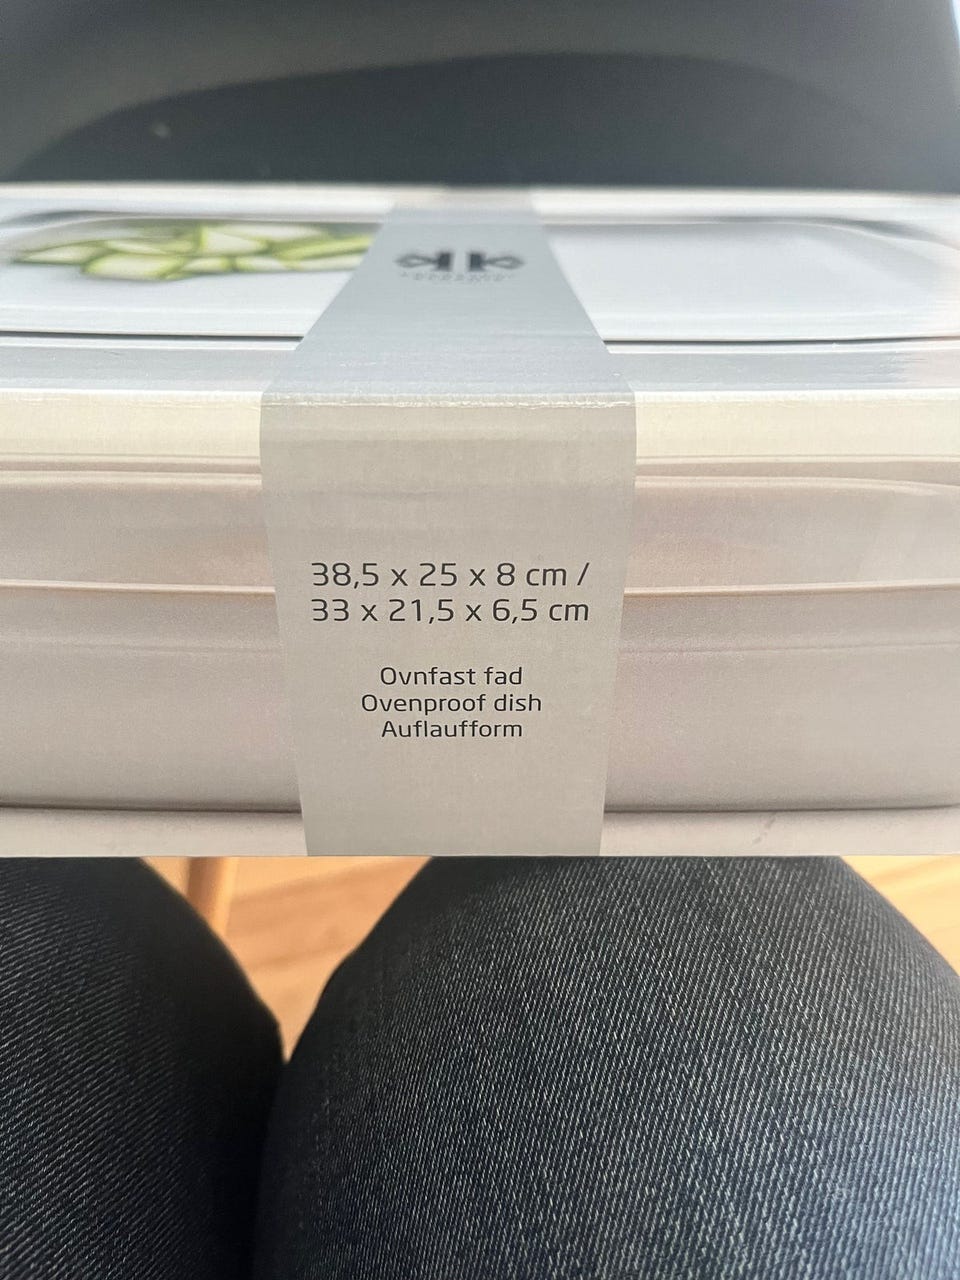 38,5 x 25 x 8 cm /
33 x 21,5 x 6,5 cm
Ovnfast fad
Ovenproof dish
Auflaufform